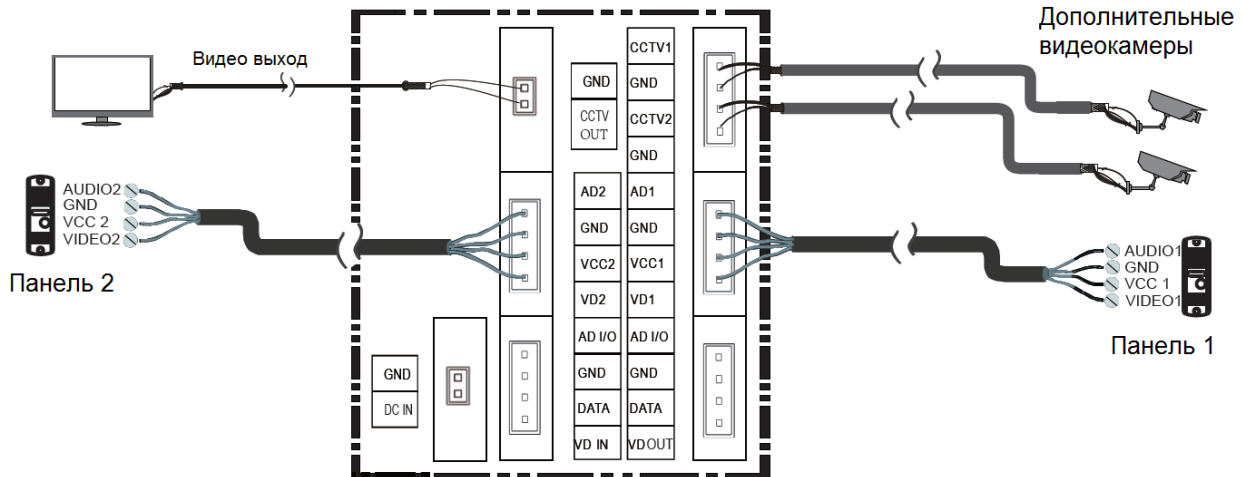 Дополнительные
видеокамеры
Видео выход
GND
CCTV
OUT
CCTV1
GND
CCTV2
GND
AD2
GND
VCC2
VD2
AD I/O
GND
DATA
VD IN
AD1
GND
VCC1
VD1
AD I/O
GND
DATA
VD OUT
AUDIO2
GND
VCC 2
VIDEO2
Панель 2
AUDIO1
GND
VCC 1
VIDEO1
Панель 1
GND
DC IN